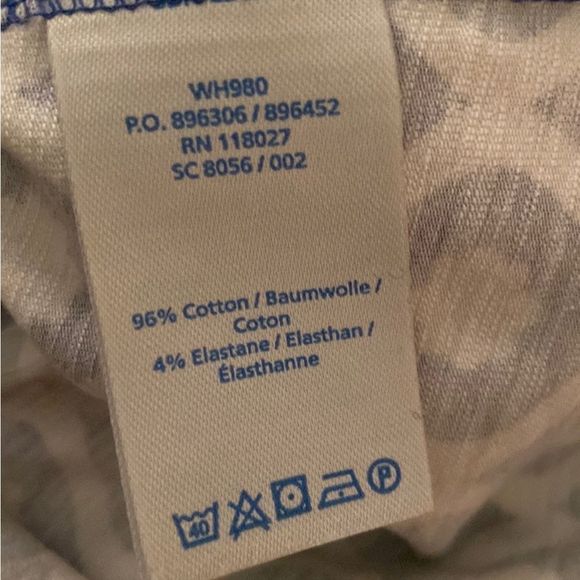 WH980
P.O. 896306 / 896452
RN 118027
SC 8056 / 002
96% Cotton / Baumwolle /
Coton
4% Elastane / Elasthan /
Élasthanne
40 P